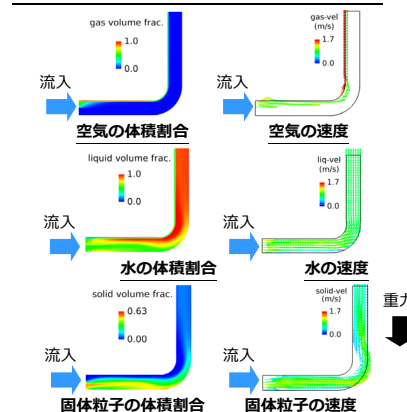 gas volume frac.
1.0
0.0
流入
空気の体積割合
gas-vel
(m/s)
1.7
0.0
流入
空気の速度
liquid volume frac.
1.0
0.0
流入
水の体積割合
liq-vel
(m/s)
1.7
0.0
流入
水の速度
solid volume frac.
0.63
0.00
流入
固体粒子の体積割合
solid-vel
(m/s)
1.7
0.0
流入
固体粒子の速度
重力